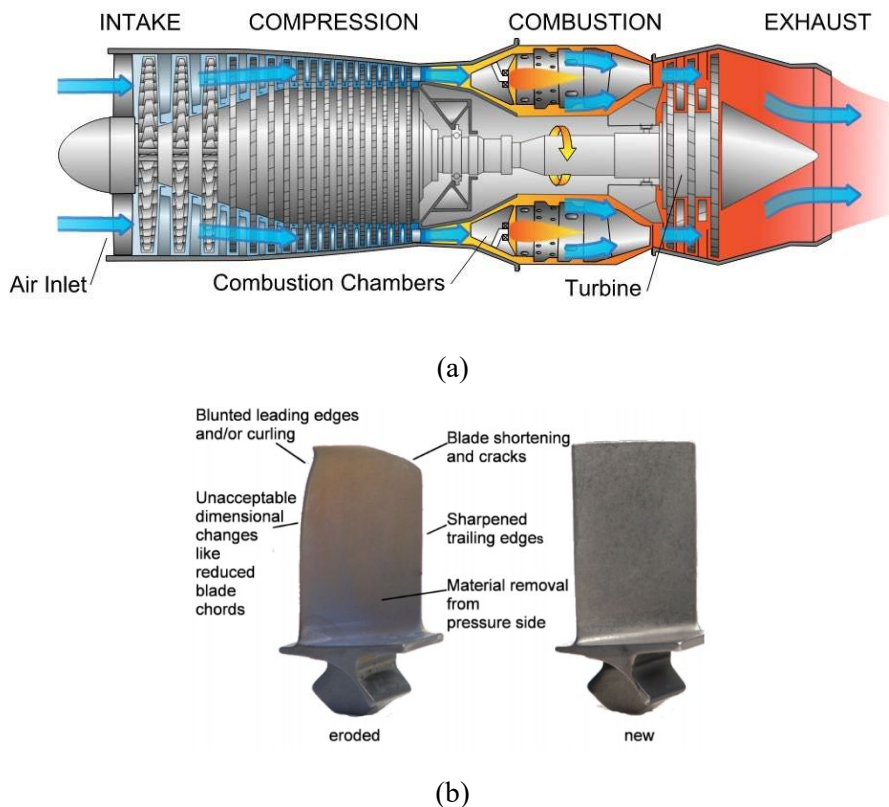 INTAKE COMPRESSION COMBUSTION EXHAUST
Air Inlet
Combustion Chambers
Turbine
(a)
Blunted leading edges
and/or curling
Blade shortening
and cracks
Unacceptable
dimensional
changes
like
reduced
blade
chords
Sharpened
trailing edges
Material removal
from
pressure side
eroded
new
(b)